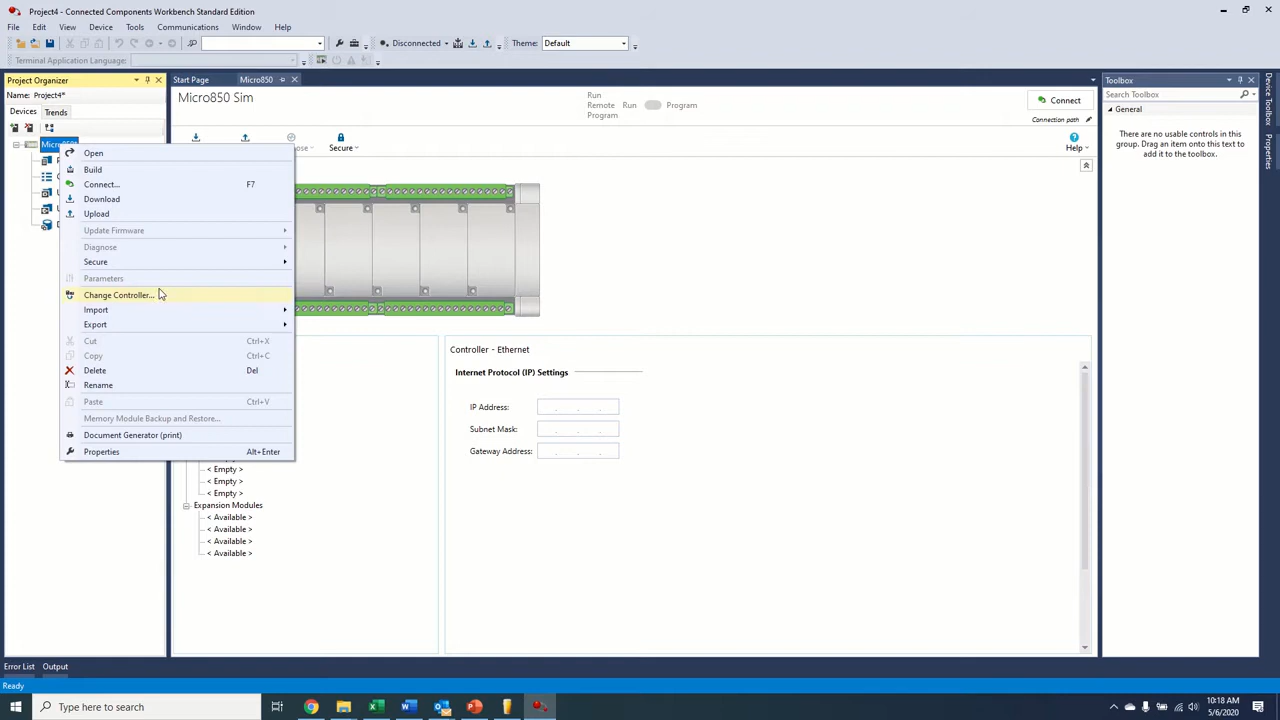 Project4 - Connected Components Workbench Standard Edition
File Edit View Device Tools Communications Window Help
Disconnected Theme: Default
Terminal Application Language:
Project Organizer
Name: Project4*
Devices Trends
Start Page Micro850
Micro850 Sim
Run
Remote Run Program
Program
Connect
Connection path
Secure
Help
Open
Build
Connect... F7
Download
Upload
Update Firmware
Diagnose
Secure
Parameters
Change Controller...
Import
Export
Cut Ctrl+X
Copy Ctrl+C
Delete Del
Rename
Paste Ctrl+V
Memory Module Backup and Restore...
Document Generator (print)
Properties Alt+Enter
< Empty >
< Empty >
< Empty >
Expansion Modules
< Available >
< Available >
< Available >
< Available >
Controller - Ethernet
Internet Protocol (IP) Settings
IP Address: . . .
Subnet Mask: . . .
Gateway Address: . . .
Toolbox
Search Toolbox
General
There are no usable controls in this
group. Drag an item onto this text to
add it to the toolbox.
Device Toolbox
Properties
Error List Output
Ready
Type here to search
10:18 AM
5/6/2020